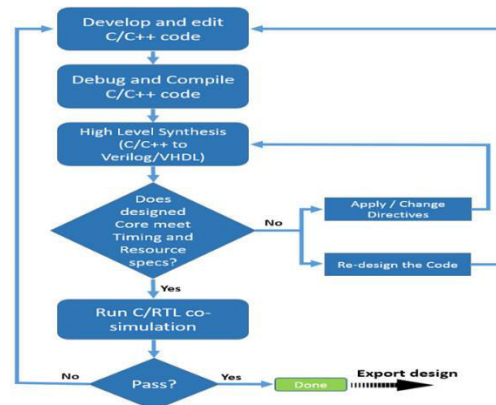 Develop and edit
C/C++ code
Debug and Compile
C/C++ code
High Level Synthesis
(C/C++ to
Verilog/VHDL)
Does
designed
Core meet
Timing and
Resource
specs?
No
Apply / Change
Directives
Re-design the Code
Yes
Run C/RTL co-
simulation
No
Pass?
Yes
Done
Export design